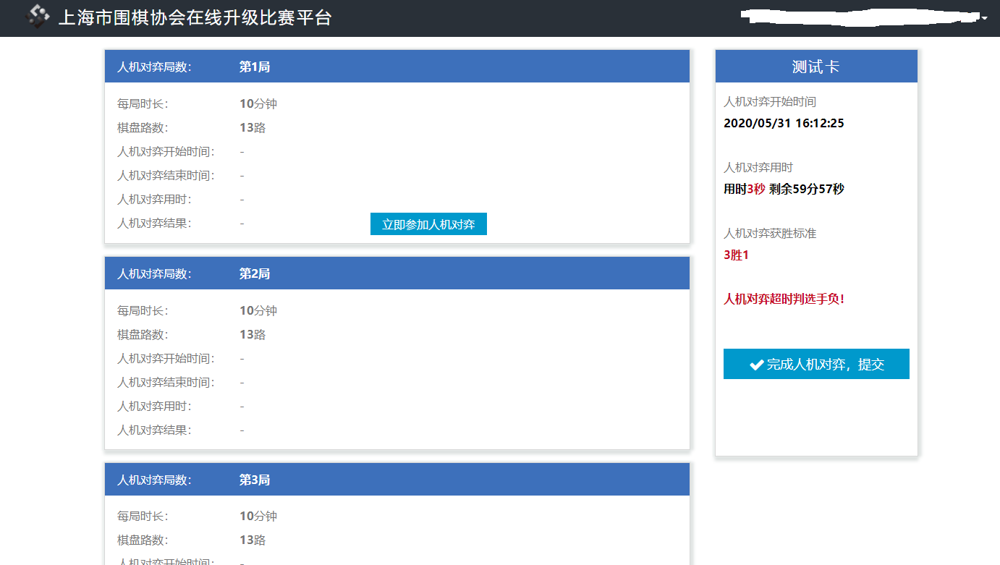 上海市围棋协会在线升级比赛平台
人机对弈局数： 第1局
每局时长： 10分钟
棋盘路数： 13路
人机对弈开始时间： -
人机对弈结束时间： -
人机对弈用时： -
人机对弈结果： -
立即参加人机对弈
人机对弈局数： 第2局
每局时长： 10分钟
棋盘路数： 13路
人机对弈开始时间： -
人机对弈结束时间： -
人机对弈用时： -
人机对弈结果： -
人机对弈局数： 第3局
每局时长： 10分钟
棋盘路数： 13路
人机对弈开始时间： -
测试卡
人机对弈开始时间
2020/05/31 16:12:25
人机对弈用时
用时3秒 剩余59分57秒
人机对弈获胜标准
3胜1
人机对弈超时判选手负！
完成人机对弈，提交